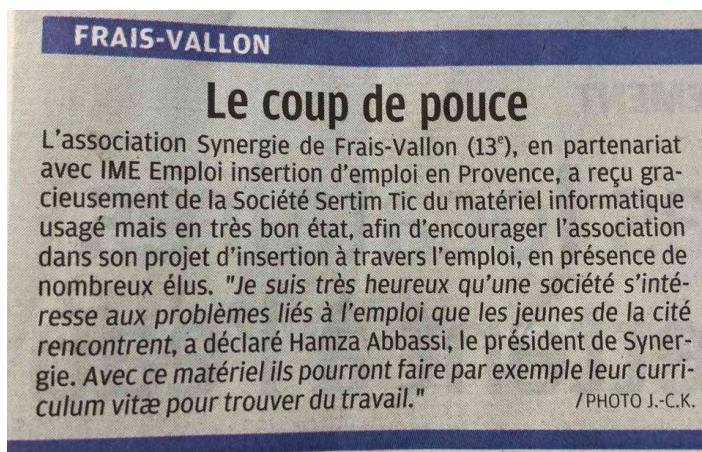 FRAIS-VALLON
Le coup de pouce
L'association Synergie de Frais-Vallon (13e), en partenariat
avec IME Emploi insertion d'emploi en Provence, a reçu gra-
cieusement de la Société Sertim Tic du matériel informatique
usagé mais en très bon état, afin d'encourager l'association
dans son projet d'insertion à travers l'emploi, en présence de
nombreux élus. "Je suis très heureux qu'une société s'inté-
resse aux problèmes liés à l'emploi que les jeunes de la cité
rencontrent, a déclaré Hamza Abbassi, le président de Syner-
gie. Avec ce matériel ils pourront faire par exemple leur curri-
culum vitæ pour trouver du travail." /PHOTO J.-C.K.